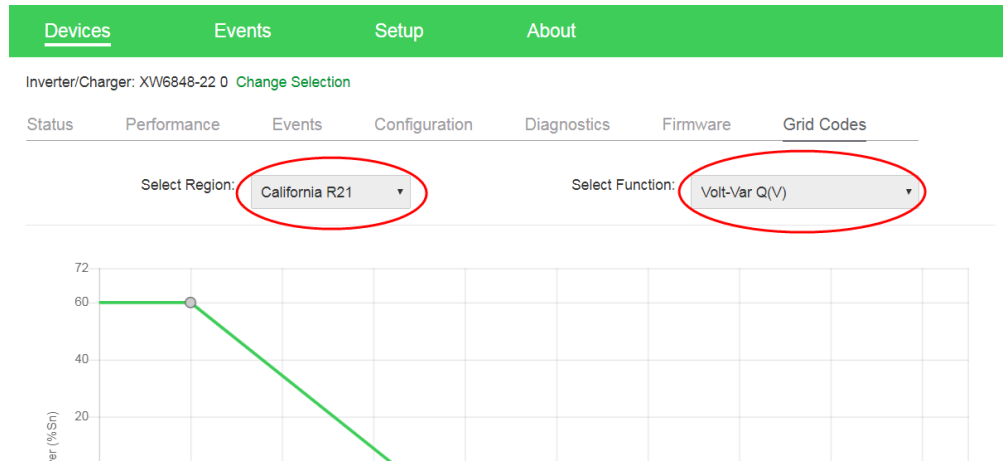 Devices Events Setup About
Inverter/Charger: XW6848-22 0 Change Selection
Status Performance Events Configuration Diagnostics Firmware Grid Codes
Select Region: California R21 Select Function: Volt-Var Q(V)
72
60
40
20
(%Sn)